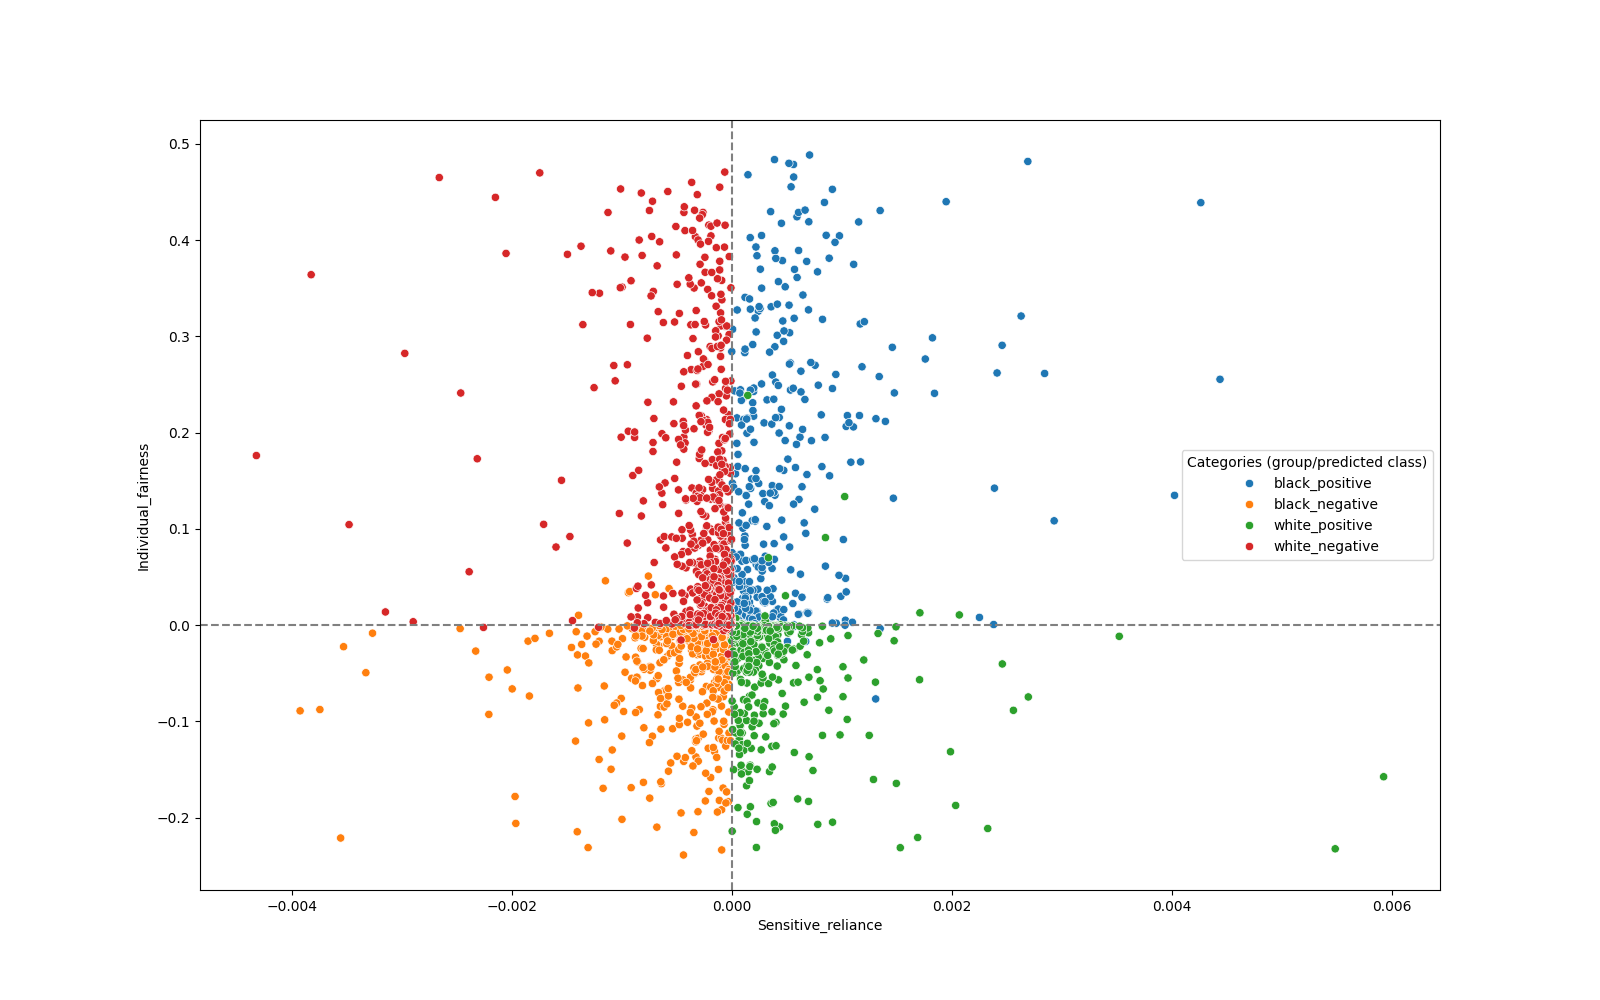 0.5
0.4
0.3
0.2
0.1
0.0
−0.1
−0.2
Individual_fairness
−0.004
−0.002
0.000
0.002
0.004
0.006
Sensitive_reliance
Categories (group/predicted class)
black_positive
black_negative
white_positive
white_negative